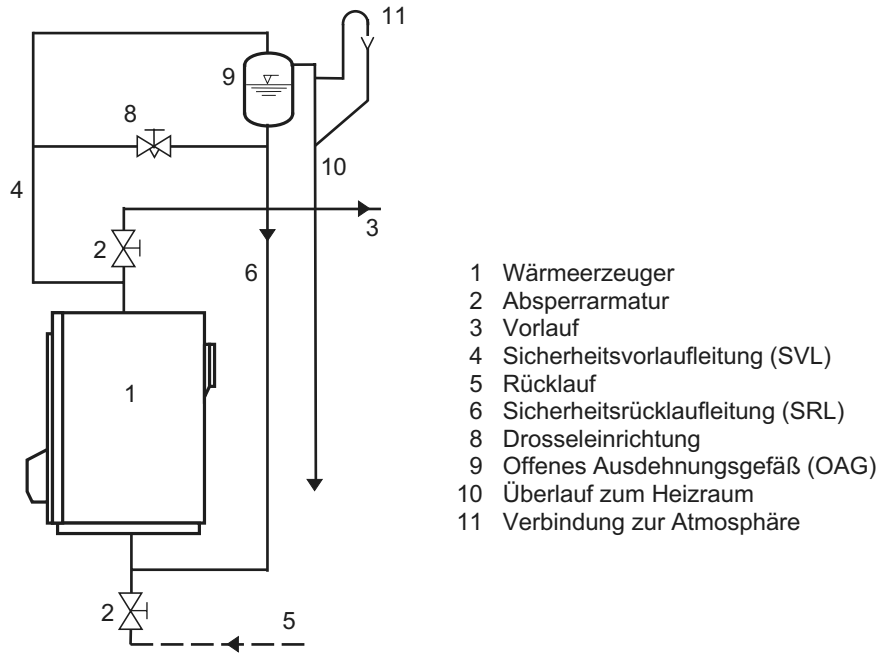 11
9
8
10
4
3
2
6
1
2
5
1 Wärmeerzeuger
2 Absperrarmatur
3 Vorlauf
4 Sicherheitsvorlaufleitung (SVL)
5 Rücklauf
6 Sicherheitsrücklaufleitung (SRL)
8 Drosseleinrichtung
9 Offenes Ausdehnungsgefäß (OAG)
10 Überlauf zum Heizraum
11 Verbindung zur Atmosphäre